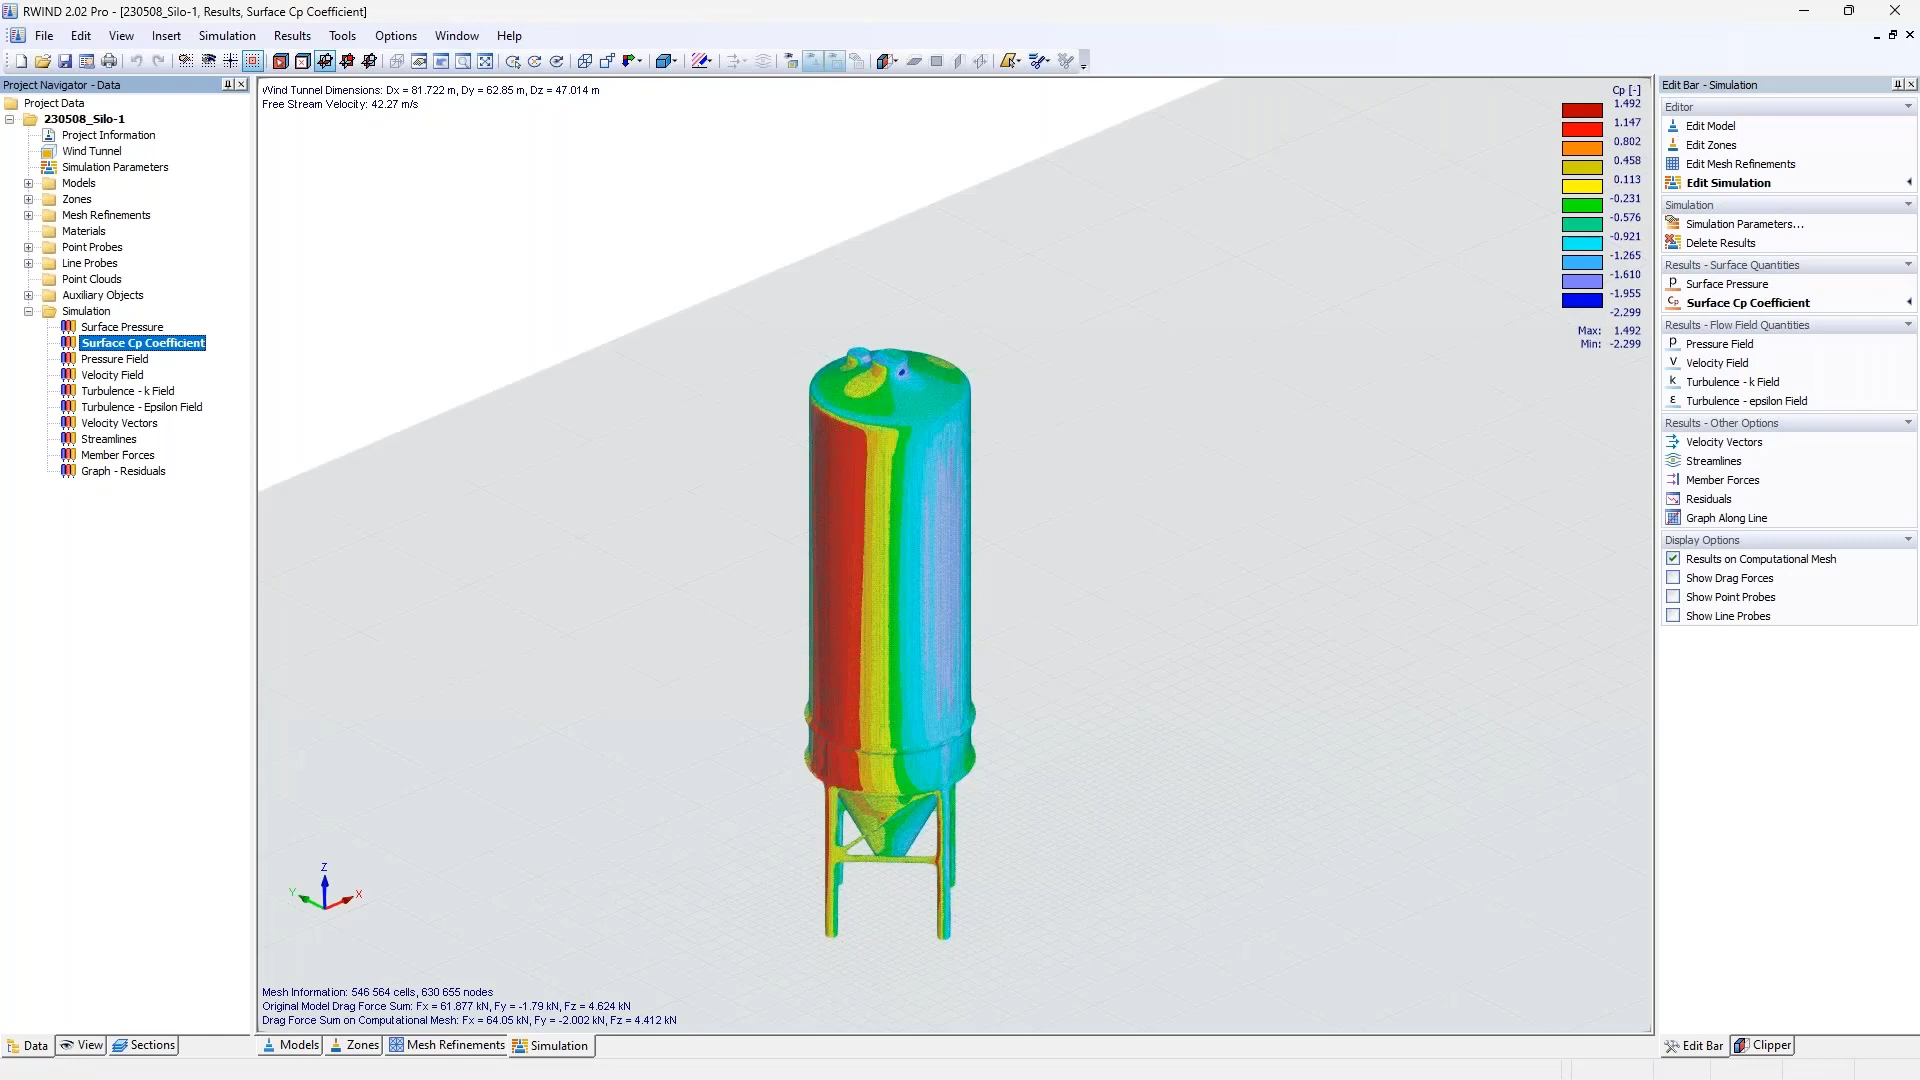 RWIND 2.02 Pro - [230508_Silo-1, Results, Surface Cp Coefficient]
File Edit View Insert Simulation Results Tools Options Window Help
Project Navigator - Data
Project Data
230508_Silo-1
Project Information
Wind Tunnel
Simulation Parameters
Models
Zones
Mesh Refinements
Materials
Point Probes
Line Probes
Point Clouds
Auxiliary Objects
Simulation
Surface Pressure
Surface Cp Coefficient
Pressure Field
Velocity Field
Turbulence - k Field
Turbulence - Epsilon Field
Velocity Vectors
Streamlines
Member Forces
Graph - Residuals
Data View Sections
Wind Tunnel Dimensions: Dx = 81.722 m, Dy = 62.85 m, Dz = 47.014 m
Free Stream Velocity: 42.27 m/s
Cp [-]
1.492
1.147
0.802
0.458
0.113
-0.231
-0.576
-0.921
-1.265
-1.610
-1.955
-2.299
Max: 1.492
Min: -2.299
Z
Y
X
Mesh Information: 546 564 cells, 630 655 nodes
Original Model Drag Force Sum: Fx = 61.877 kN, Fy = -1.79 kN, Fz = 4.624 kN
Drag Force Sum on Computational Mesh: Fx = 64.05 kN, Fy = -2.002 kN, Fz = 4.412 kN
Models Zones Mesh Refinements Simulation
Edit Bar - Simulation
Editor
Edit Model
Edit Zones
Edit Mesh Refinements
Edit Simulation
Simulation
Simulation Parameters...
Delete Results
Results - Surface Quantities
P Surface Pressure
Cp Surface Cp Coefficient
Results - Flow Field Quantities
P Pressure Field
V Velocity Field
K Turbulence - k Field
ε Turbulence - epsilon Field
Results - Other Options
Velocity Vectors
Streamlines
Member Forces
Residuals
Graph Along Line
Display Options
Results on Computational Mesh
Show Drag Forces
Show Point Probes
Show Line Probes
Edit Bar Clipper